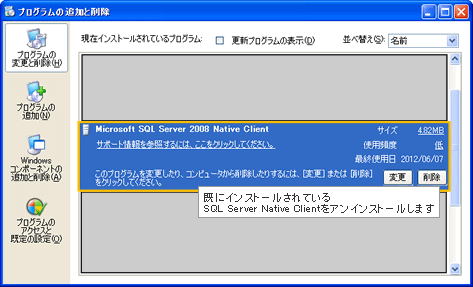 プログラムの追加と削除
現在インストールされているプログラム:
更新プログラムの表示(D)
並べ替え(S):
名前
プログラムの
変更と削除(H)
プログラムの
追加(N)
Windows
コンポーネントの
追加と削除(A)
プログラムの
アクセスと
既定の設定(O)
Microsoft SQL Server 2008 Native Client
サイズ
4.82MB
サポート情報を参照するには、ここをクリックしてください。
使用頻度
低
最終使用日 2012/06/07
このプログラムを変更したり、コンピュータから削除したりするには、[変更] または [削除]
をクリックしてください。
変更
削除
既にインストールされている
SQL Server Native Clientをアンインストールします